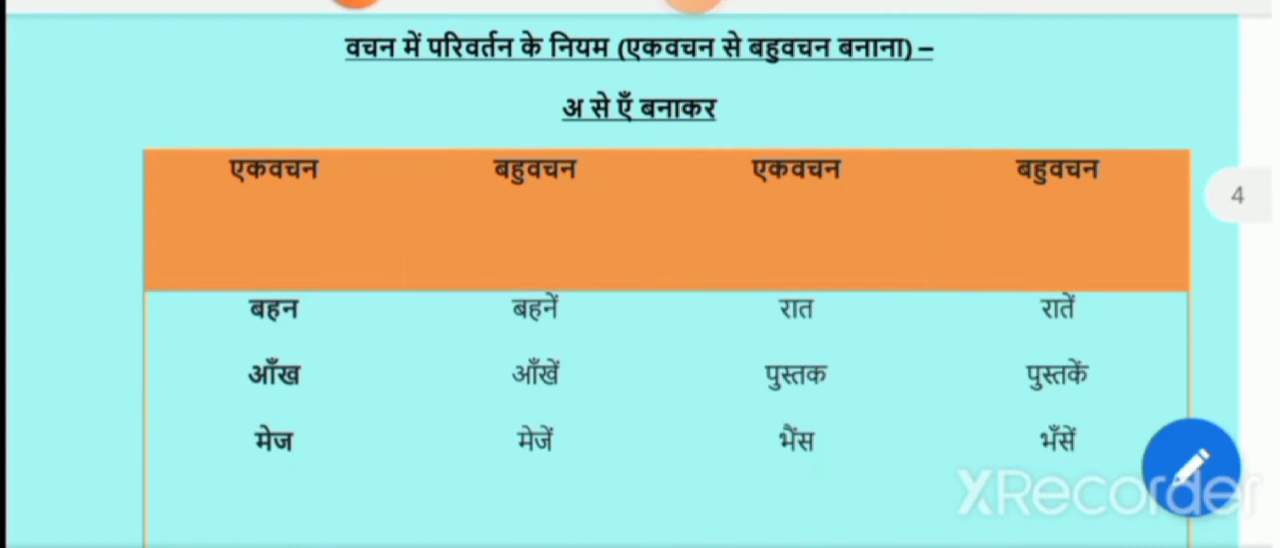 वचन में परिवर्तन के नियम (एकवचन से बहुवचन बनाना) –
अ से एँ बनाकर
एकवचन बहुवचन एकवचन बहुवचन
4
बहन बहनें रात रातें
आँख आँखें पुस्तक पुस्तकें
मेज मेजें भैंस भँसें
XRecorder